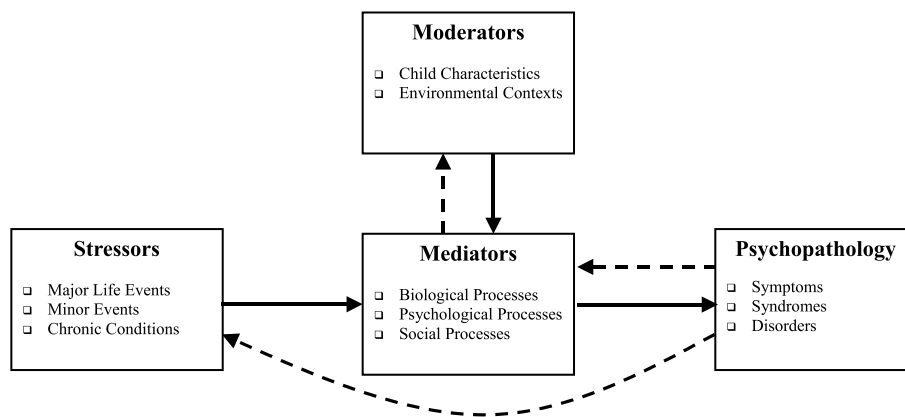 Moderators
❑ Child Characteristics
❑ Environmental Contexts
Stressors
❑ Major Life Events
❑ Minor Events
❑ Chronic Conditions
Mediators
❑ Biological Processes
❑ Psychological Processes
❑ Social Processes
Psychopathology
❑ Symptoms
❑ Syndromes
❑ Disorders